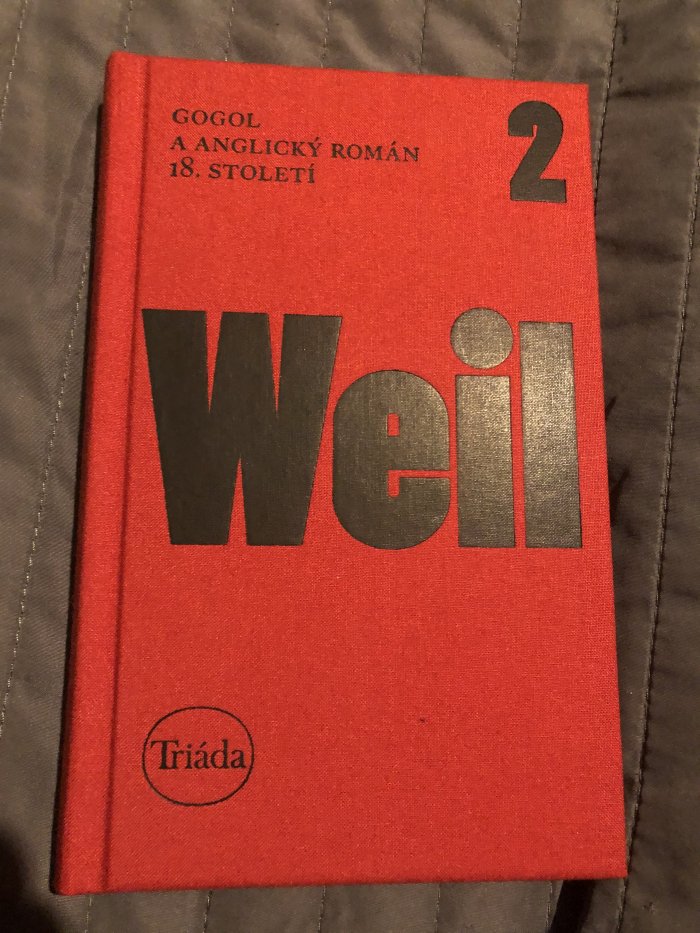 GOGOL
A ANGLICKÝ ROMÁN
18. STOLETÍ
2
Weil
Triáda